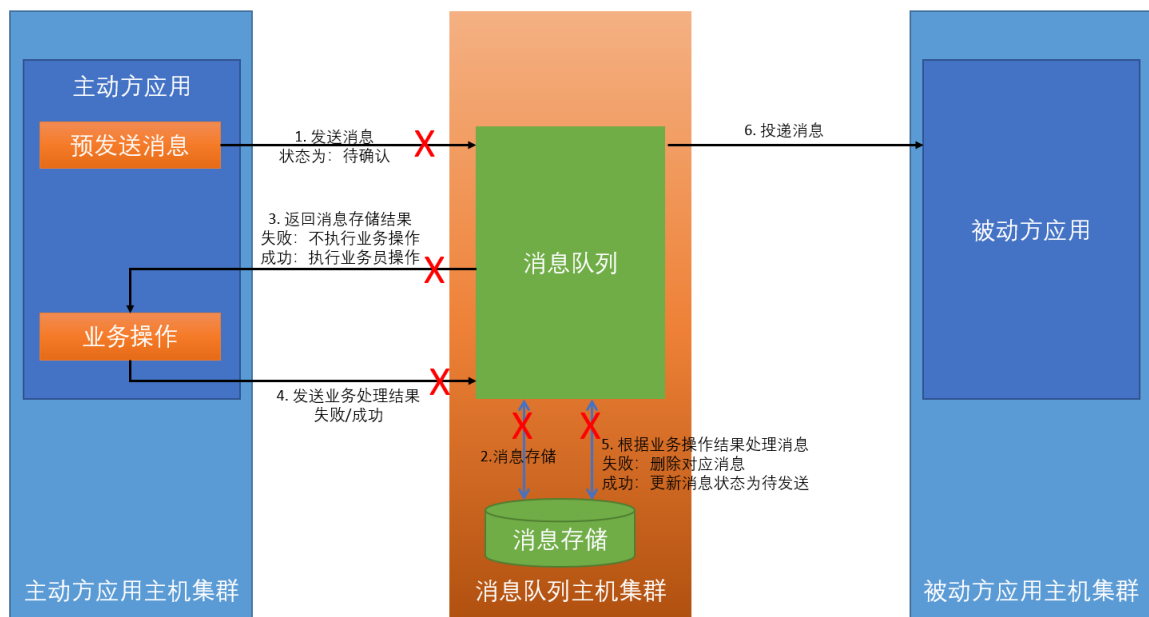 主动方应用
预发送消息
1. 发送消息
状态为：待确认
3. 返回消息存储结果
失败：不执行业务操作
成功：执行业务员操作
业务操作
4. 发送业务处理结果
失败/成功
消息队列
6. 投递消息
被动方应用
2.消息存储
5. 根据业务操作结果处理消息
失败：删除对应消息
成功：更新消息状态为待发送
消息存储
主动方应用主机集群
消息队列主机集群
被动方应用主机集群